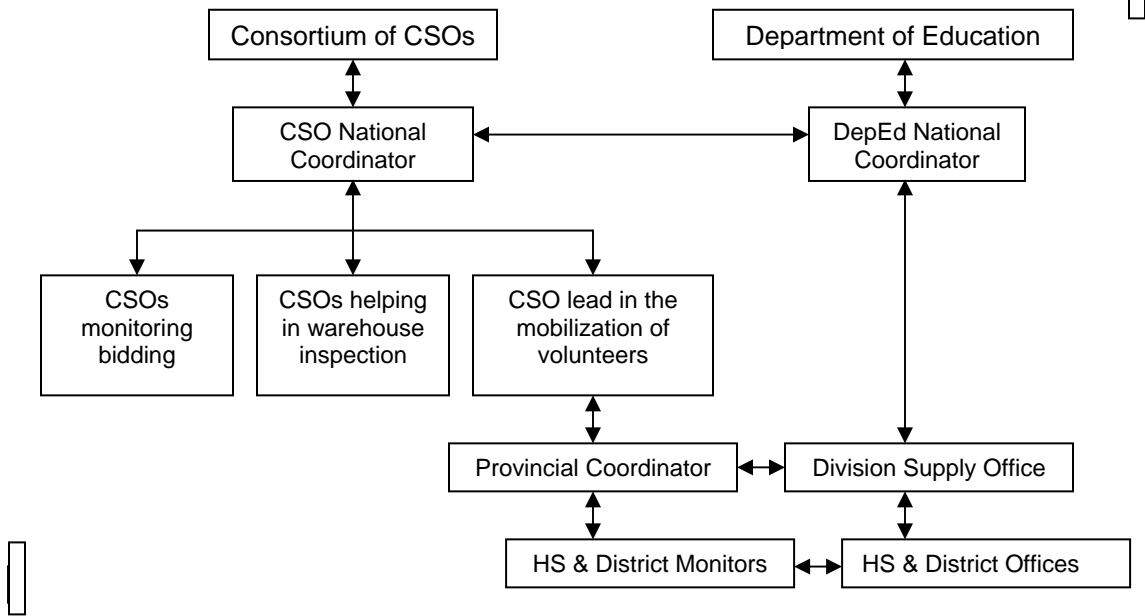 Consortium of CSOs
Department of Education
CSO National
Coordinator
DepEd National
Coordinator
CSOs
monitoring
bidding
CSOs helping
in warehouse
inspection
CSO lead in the
mobilization of
volunteers
Provincial Coordinator
Division Supply Office
HS & District Monitors
HS & District Offices